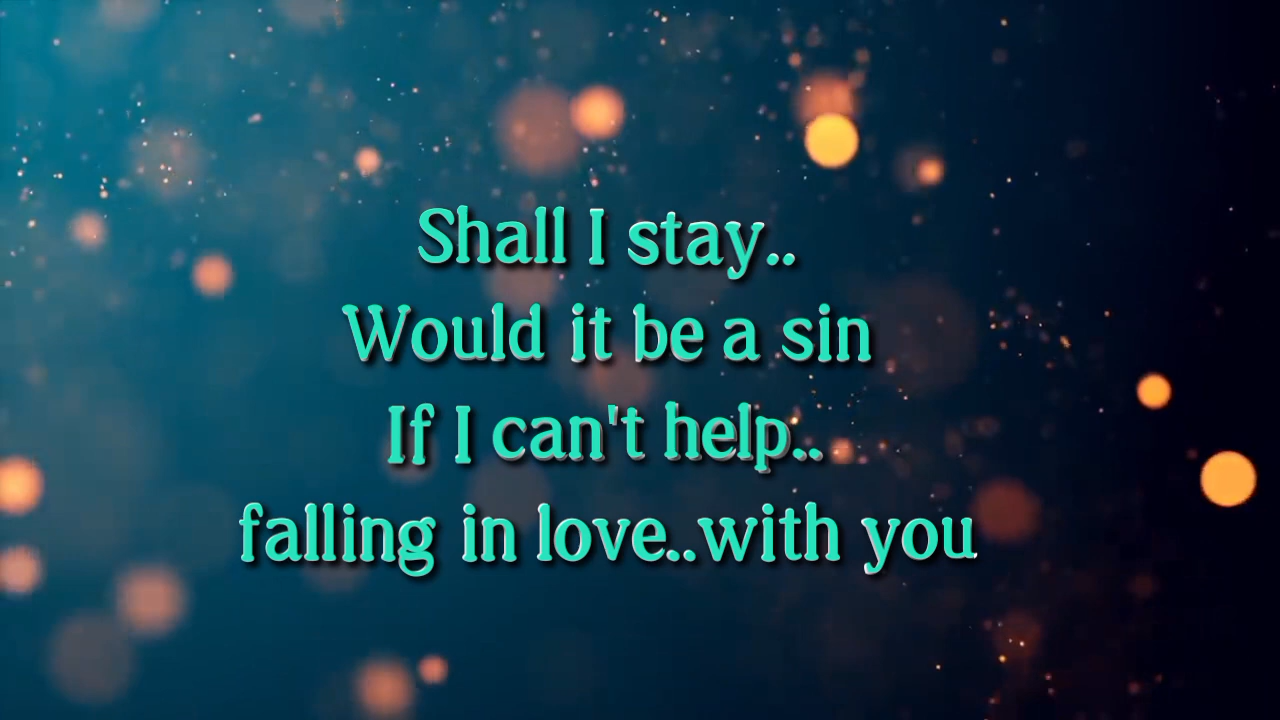 Shall I stay..
Would it be a sin
If I can't help..
falling in love..with you